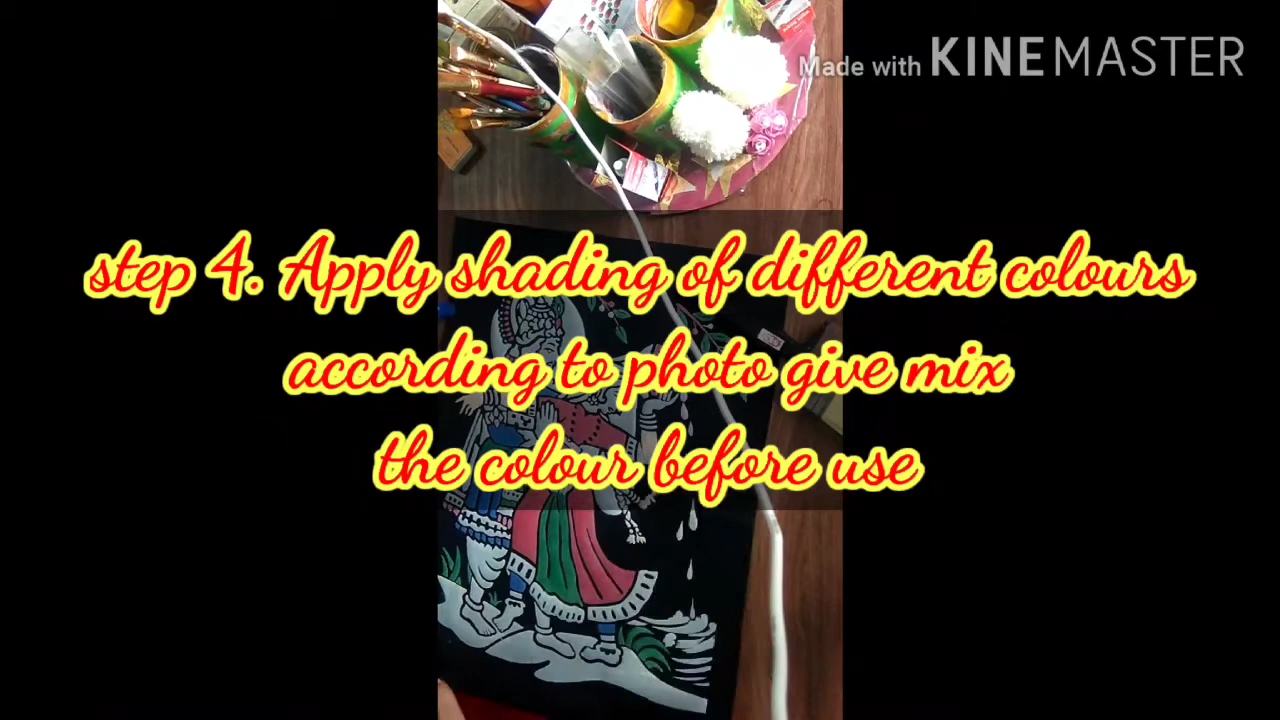 Made with KINEMASTER
step 4. Apply shading of different colours
according to photo give mix
the colour before use